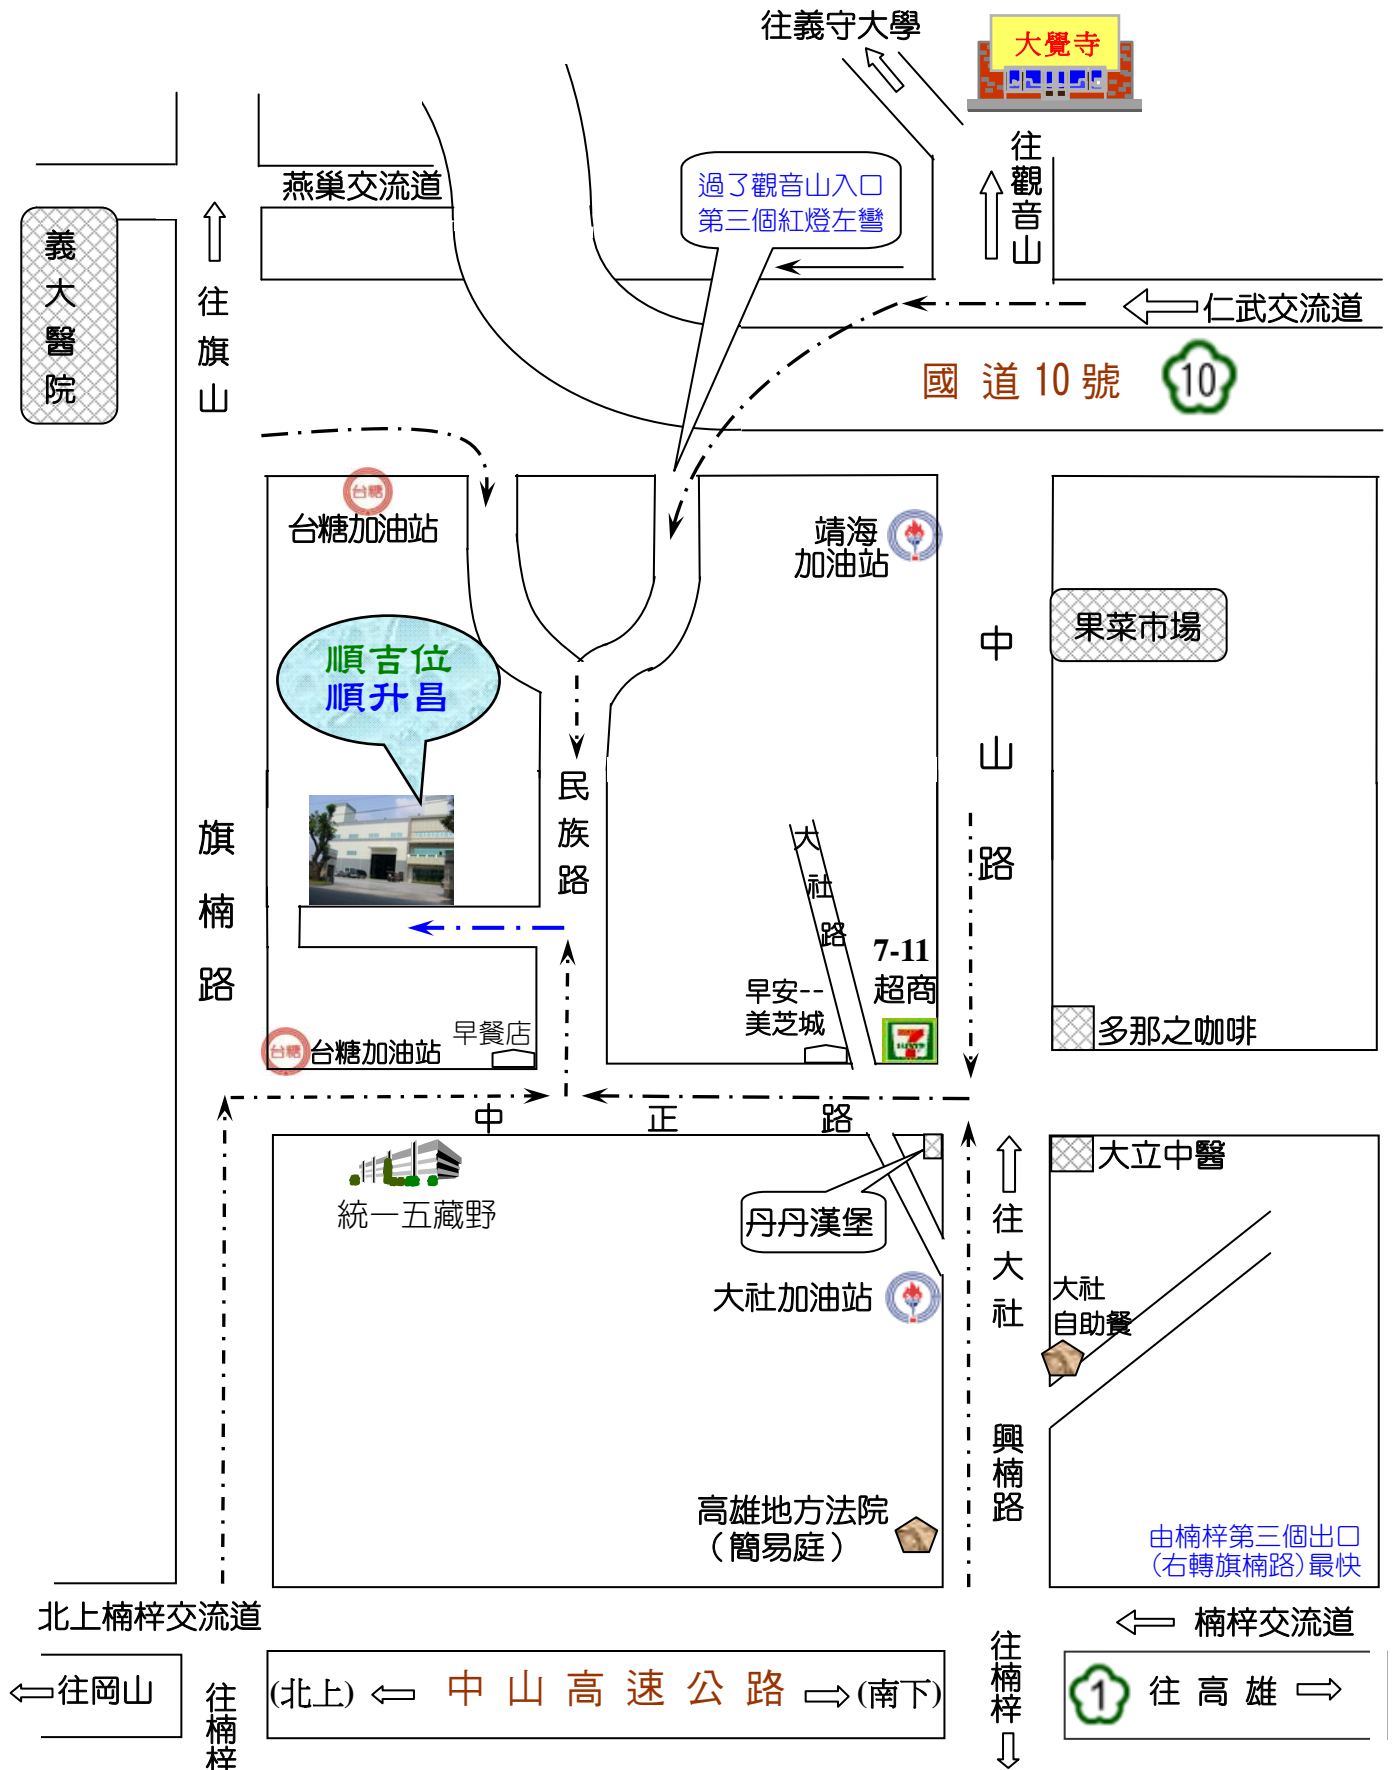 往義守大學
大覺寺
往觀音山
燕巢交流道
過了觀音山入口
第三個紅燈左彎
義大醫院
往旗山
仁武交流道
國道10號
10
台糖
台糖加油站
靖海
加油站
果菜市場
順吉位
順升昌
中山路
民族路
旗楠路
大社路
7-11
超商
早安--
美芝城
早餐店
台糖
台糖加油站
多那之咖啡
中正路
大立中醫
統一五藏野
丹丹漢堡
往大社
大社加油站
大社
自助餐
興楠路
高雄地方法院
(簡易庭)
由楠梓第三個出口
(右轉旗楠路)最快
北上楠梓交流道
楠梓交流道
往岡山
往楠梓
(北上)
中山高速公路
(南下)
往楠梓
1
往高雄